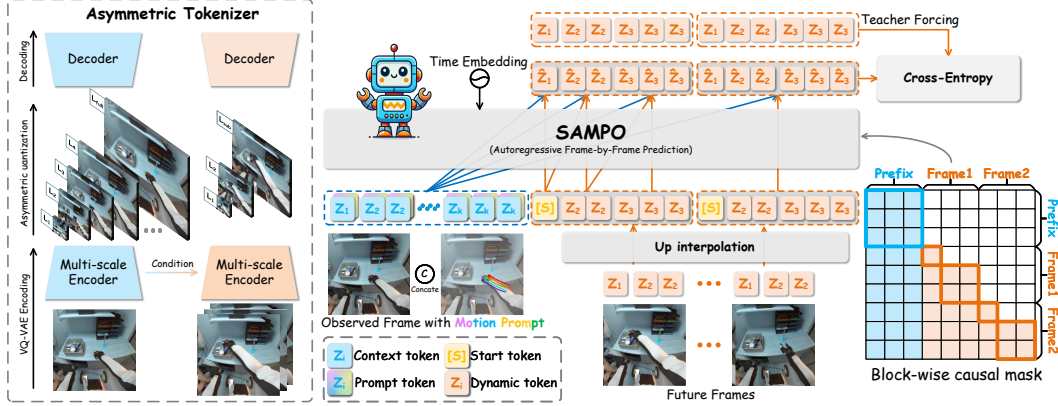 Asymmetric Tokenizer
Decoding
Decoder
Decoder
Asymmetric uantization
L₁
L₂
L₃
L₄
VQ-VAE Encoding
Multi-scale Encoder
Condition
Multi-scale Encoder
Time Embedding
Z₁ Z₂ Z₂ Z₃ Z₃ Z₃
Z₁ Z₂ Z₂ Z₃ Z₃ Z₃
Teacher Forcing
Ẑ₁ Ẑ₂ Ẑ₂ Ẑ₃ Ẑ₃ Ẑ₃
Ẑ₁ Ẑ₂ Ẑ₂ Ẑ₃ Ẑ₃ Ẑ₃
Cross-Entropy
SAMPO
(Autoregressive Frame-by-Frame Prediction)
Z₁ Z₂ Z₂ Zₖ Zₖ Zₖ
[S] Z₂ Z₂ Z₃ Z₃ Z₃
[S] Z₂ Z₂ Z₃ Z₃ Z₃
Up interpolation
C
Concate
Z₁ Z₂ Z₂
Z₁ Z₂ Z₂
Observed Frame with Motion Prompt
Zᵢ Context token
[S] Start token
Zᵢ Prompt token
Zᵢ Dynamic token
Future Frames
Prefix Frame1 Frame2
Prefix
Frame1
Frame2
Block-wise causal mask